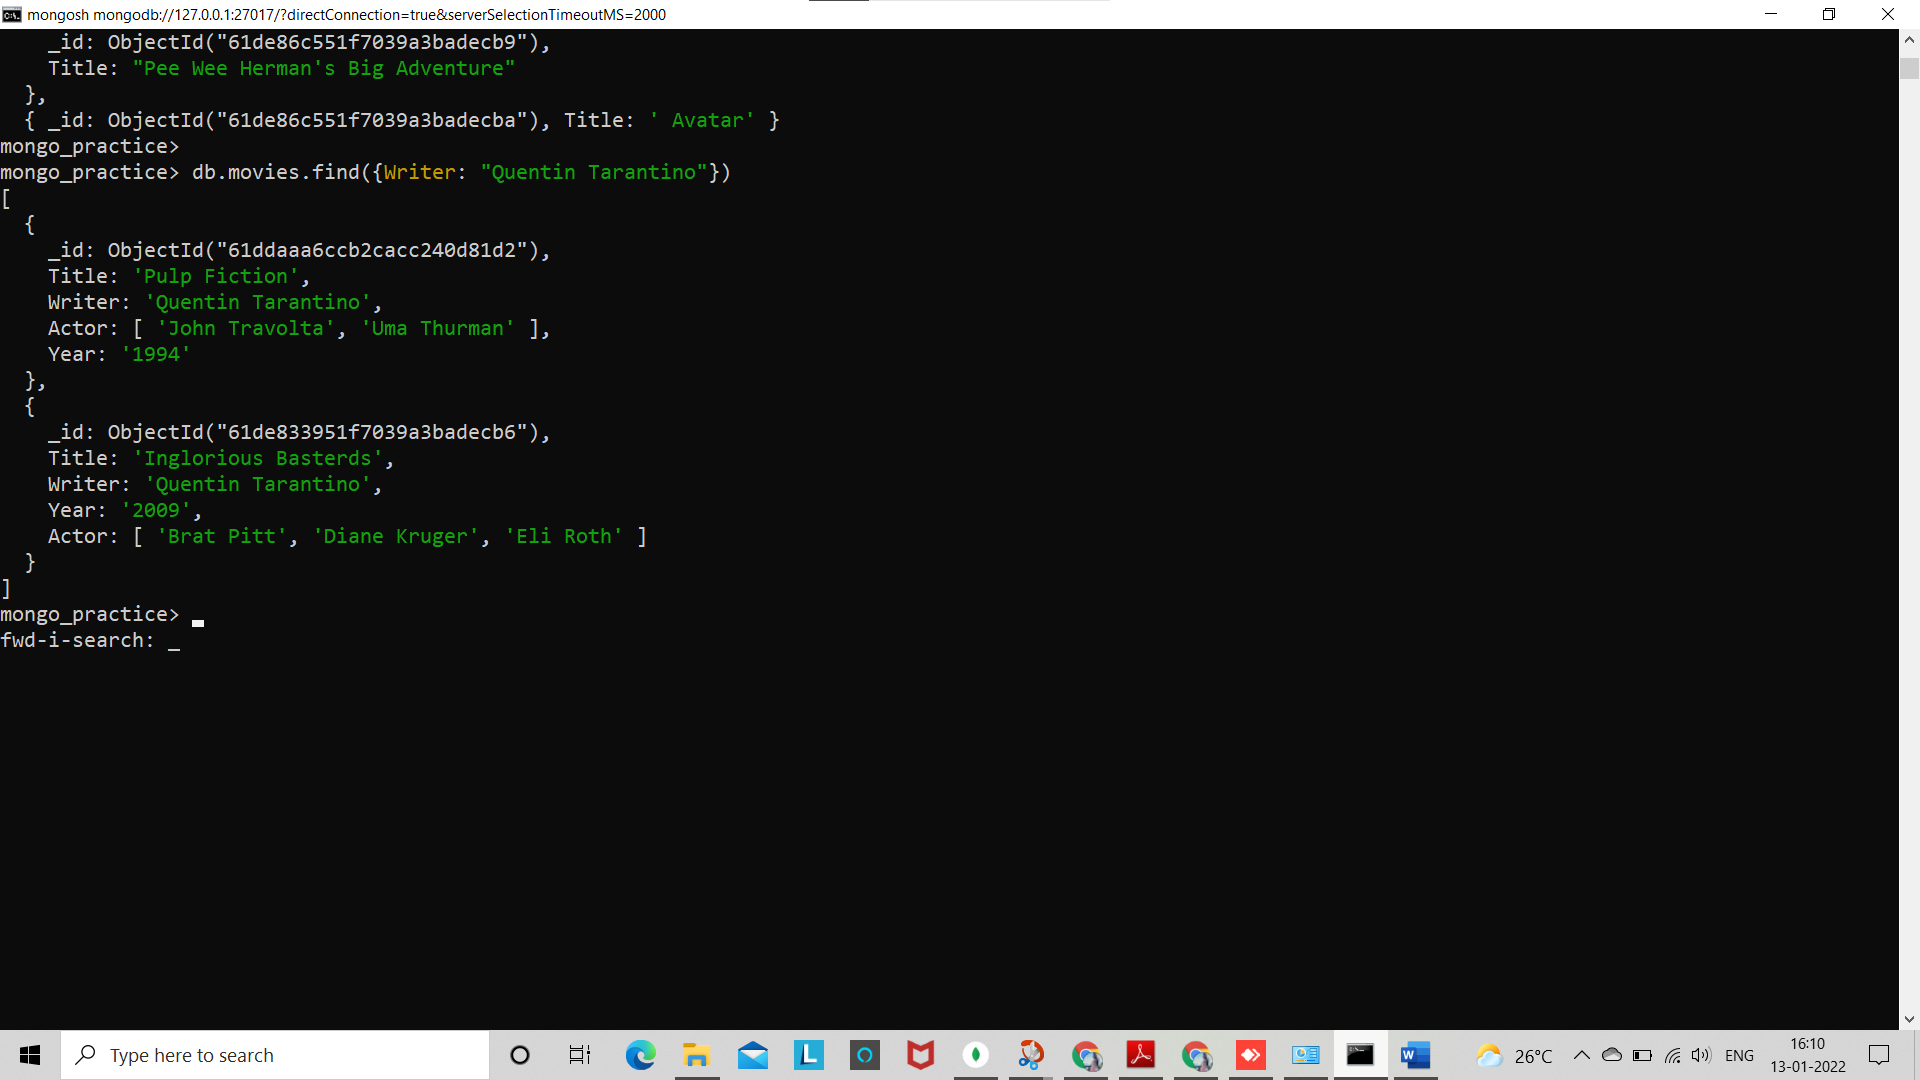 mongosh mongodb://127.0.0.1:27017/?directConnection=true&serverSelectionTimeoutMS=2000
    _id: ObjectId("61de86c551f7039a3badecb9"),
    Title: "Pee Wee Herman's Big Adventure"
  },
  { _id: ObjectId("61de86c551f7039a3badecba"), Title: ' Avatar' }
mongo_practice>
mongo_practice> db.movies.find({Writer: "Quentin Tarantino"})
[
  {
    _id: ObjectId("61ddaaa6ccb2cacc240d81d2"),
    Title: 'Pulp Fiction',
    Writer: 'Quentin Tarantino',
    Actor: [ 'John Travolta', 'Uma Thurman' ],
    Year: '1994'
  },
  {
    _id: ObjectId("61de833951f7039a3badecb6"),
    Title: 'Inglorious Basterds',
    Writer: 'Quentin Tarantino',
    Year: '2009',
    Actor: [ 'Brat Pitt', 'Diane Kruger', 'Eli Roth' ]
  }
]
mongo_practice>
fwd-i-search: _
Type here to search
L
W
26°C
ENG
16:10
13-01-2022